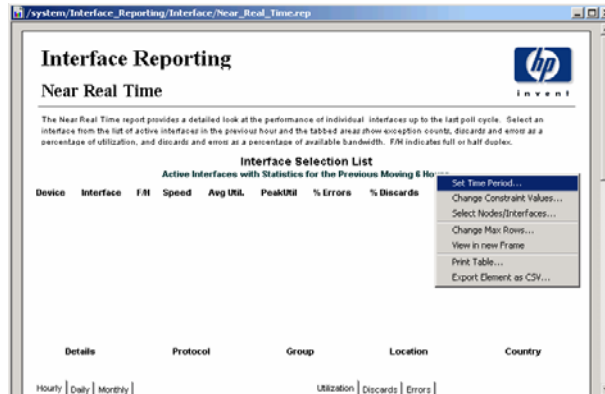 /system/Interface_Reporting/Interface/Near_Real_Time.rep
Interface Reporting
Near Real Time
hp
invent
The Near Real Time report provides a detailed look at the performance of individual interfaces up to the last poll cycle. Select an
interface from the list of active interfaces in the previous hour and the tabbed areas show exception counts, discards and errors as a
percentage of utilization, and discards and errors as a percentage of available bandwidth. F/H indicates full or half duplex.
Interface Selection List
Active Interfaces with Statistics for the Previous Moving 6 Hours
Device Interface F/H Speed Avg Util. PeakUtil % Errors % Discards
Set Time Period...
Change Constraint Values...
Select Nodes/Interfaces...
Change Max Rows...
View in new Frame
Print Table...
Export Element as CSV...
Details Protocol Group Location Country
Hourly Daily Monthly
Utilization Discards Errors